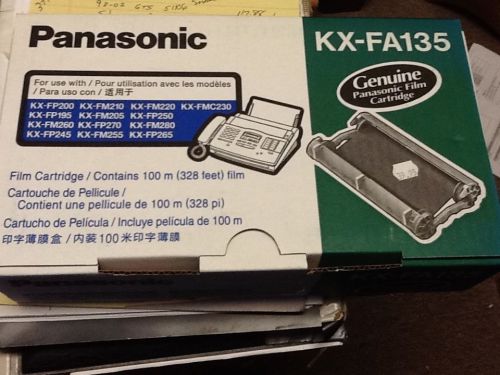 Panasonic
KX-FA135
For use with / Pour utilisation avec les modèles
/ Para uso con / 适用于
KX-FP200 KX-FM210 KX-FM220 KX-FMC230
KX-FP195 KX-FM205 KX-FP250
KX-FM260 KX-FP270 KX-FM280
KX-FP245 KX-FM255 KX-FP265
Genuine
Panasonic Film
Cartridge
Film Cartridge / Contains 100 m (328 feet) film
Cartouche de Pellicule /
Contient une pellicule de 100 m (328 pi)
Cartucho de Película / Incluye película de 100 m
印字薄膜盒 / 内装100米印字薄膜